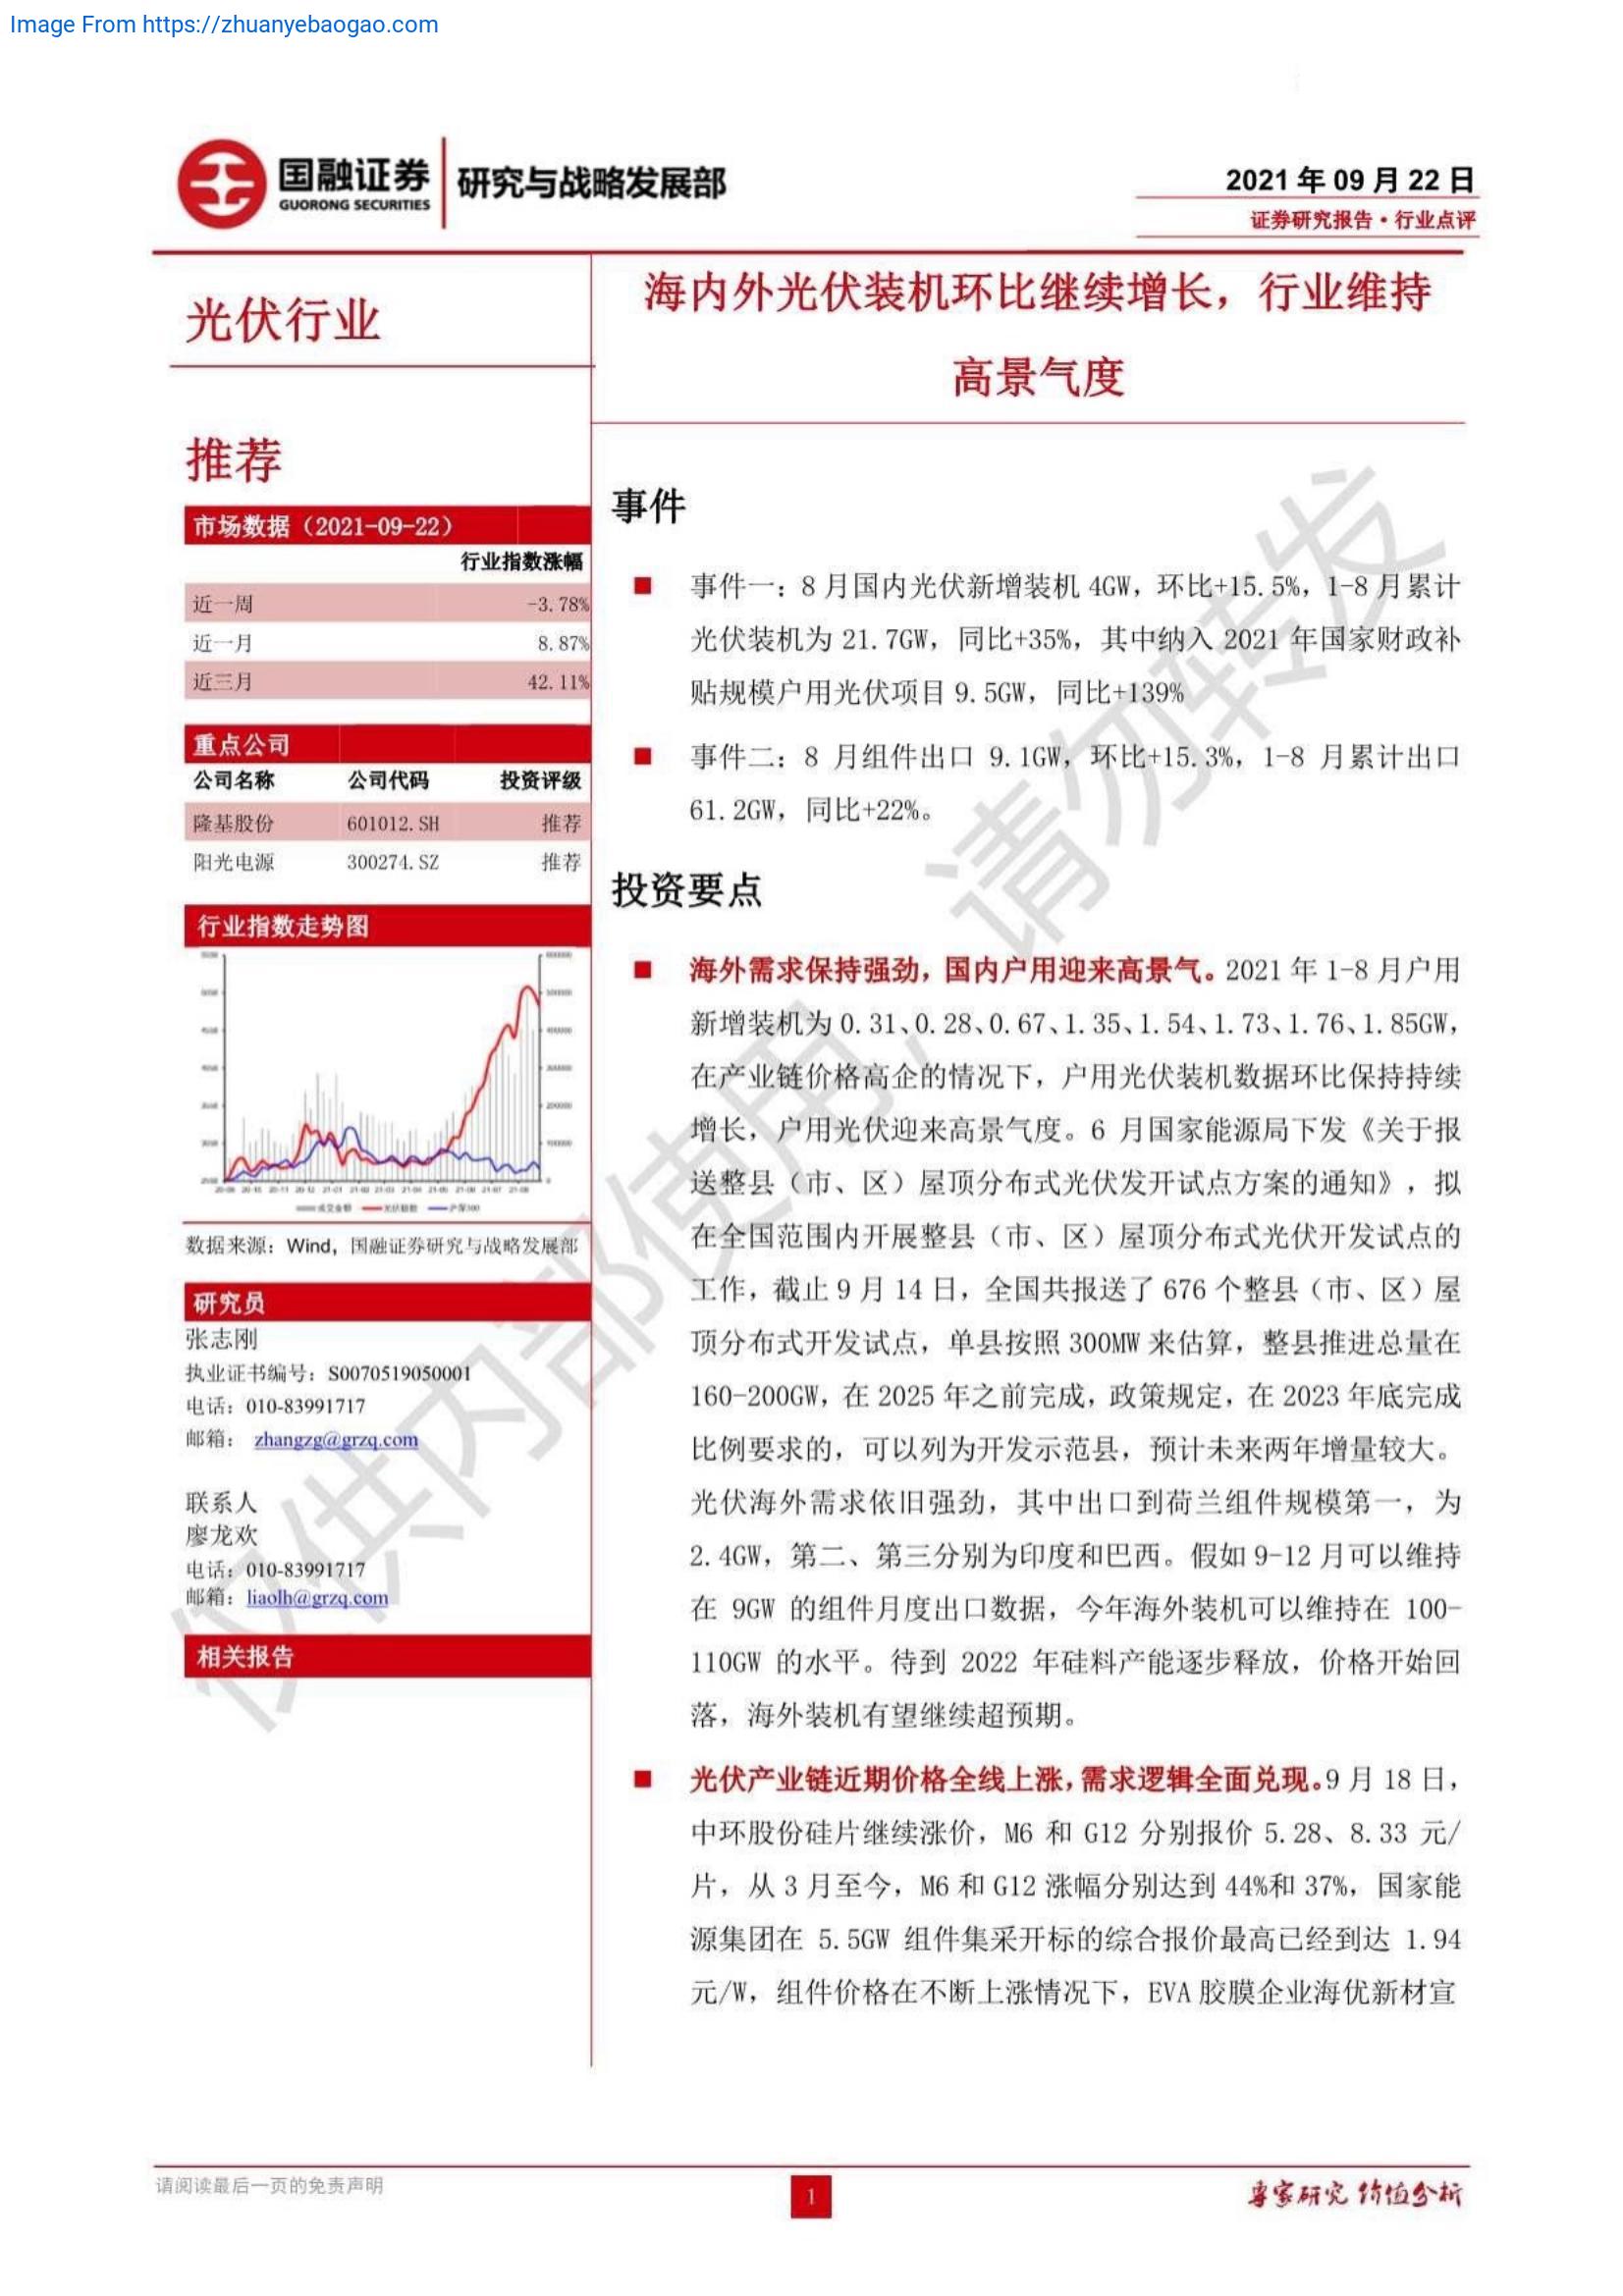 Image From https://zhuanyebaogao.com
国融证券
GUORONG SECURITIES
研究与战略发展部
2021 年 09 月 22 日
证券研究报告·行业点评
光伏行业
海内外光伏装机环比继续增长，行业维持
高景气度
推荐
市场数据（2021-09-22）
行业指数涨幅
近一周 -3.78%
近一月 8.87%
近三月 42.11%
重点公司
公司名称 公司代码 投资评级
隆基股份 601012.SH 推荐
阳光电源 300274.SZ 推荐
行业指数走势图
数据来源：Wind，国融证券研究与战略发展部
研究员
张志刚
执业证书编号：S0070519050001
电话：010-83991717
邮箱： zhangzg@grzq.com
联系人
廖龙欢
电话：010-83991717
邮箱：liaolh@grzq.com
相关报告
事件
■ 事件一：8 月国内光伏新增装机 4GW，环比+15.5%，1-8 月累计
光伏装机为 21.7GW，同比+35%，其中纳入 2021 年国家财政补
贴规模户用光伏项目 9.5GW，同比+139%
■ 事件二：8 月组件出口 9.1GW，环比+15.3%，1-8 月累计出口
61.2GW，同比+22%。
投资要点
■ 海外需求保持强劲，国内户用迎来高景气。2021 年 1-8 月户用
新增装机为 0.31、0.28、0.67、1.35、1.54、1.73、1.76、1.85GW，
在产业链价格高企的情况下，户用光伏装机数据环比保持持续
增长，户用光伏迎来高景气度。6 月国家能源局下发《关于报
送整县（市、区）屋顶分布式光伏发开试点方案的通知》，拟
在全国范围内开展整县（市、区）屋顶分布式光伏开发试点的
工作，截止 9 月 14 日，全国共报送了 676 个整县（市、区）屋
顶分布式开发试点，单县按照 300MW 来估算，整县推进总量在
160-200GW，在 2025 年之前完成，政策规定，在 2023 年底完成
比例要求的，可以列为开发示范县，预计未来两年增量较大。
光伏海外需求依旧强劲，其中出口到荷兰组件规模第一，为
2.4GW，第二、第三分别为印度和巴西。假如 9-12 月可以维持
在 9GW 的组件月度出口数据，今年海外装机可以维持在 100-
110GW 的水平。待到 2022 年硅料产能逐步释放，价格开始回
落，海外装机有望继续超预期。
■ 光伏产业链近期价格全线上涨，需求逻辑全面兑现。9 月 18 日，
中环股份硅片继续涨价，M6 和 G12 分别报价 5.28、8.33 元/
片，从 3 月至今，M6 和 G12 涨幅分别达到 44%和 37%，国家能
源集团在 5.5GW 组件集采开标的综合报价最高已经到达 1.94
元/W，组件价格在不断上涨情况下，EVA 胶膜企业海优新材宣
仅供内部使用，请勿转发
请阅读最后一页的免责声明
1
专家研究 价值分析